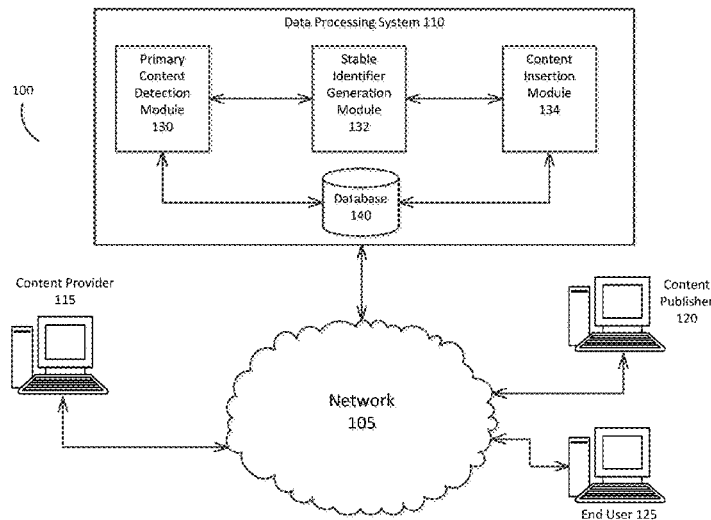 Data Processing System 110
100
Primary
Content
Detection
Module
130
Stable
Identifier
Generation
Module
132
Content
Insertion
Module
134
Database
140
Content Provider
115
Content
Publisher
120
Network
105
End User 125